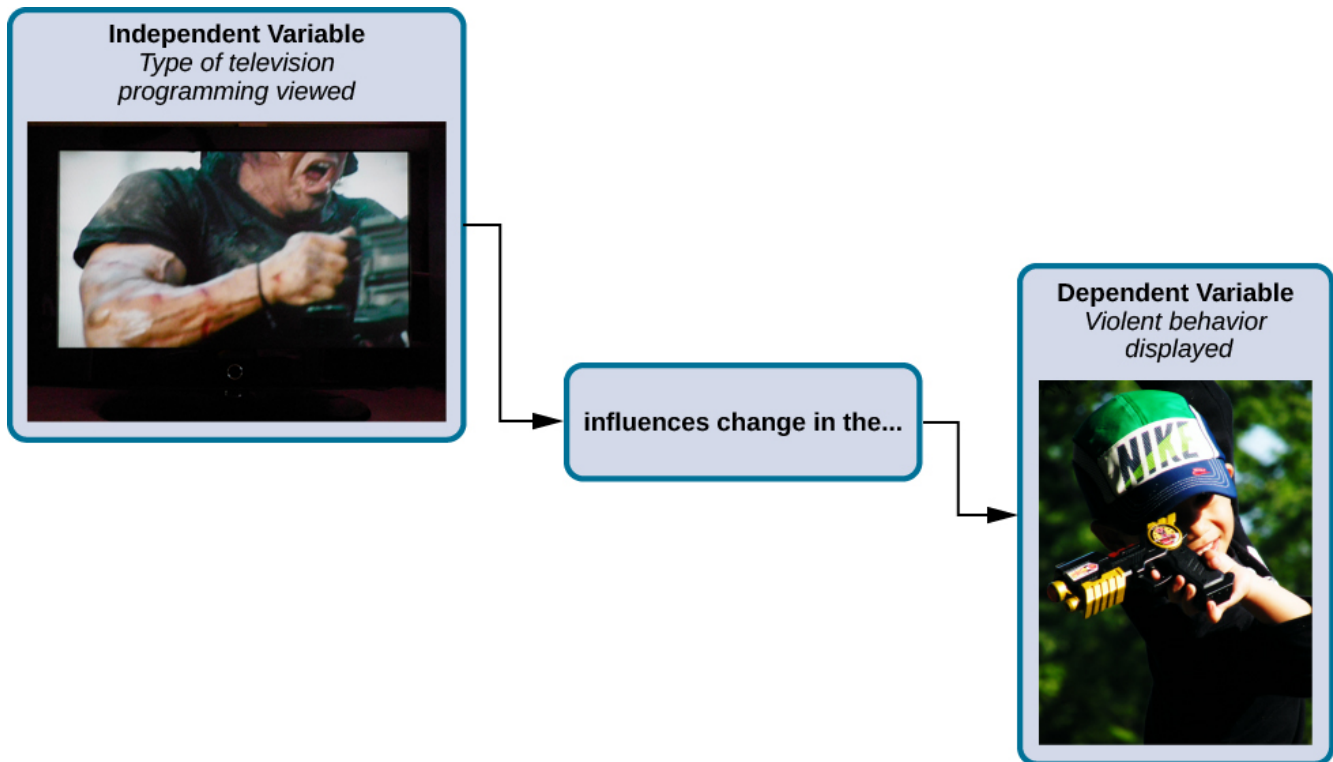 Independent Variable
Type of television
programming viewed
influences change in the...
Dependent Variable
Violent behavior
displayed
NIKE